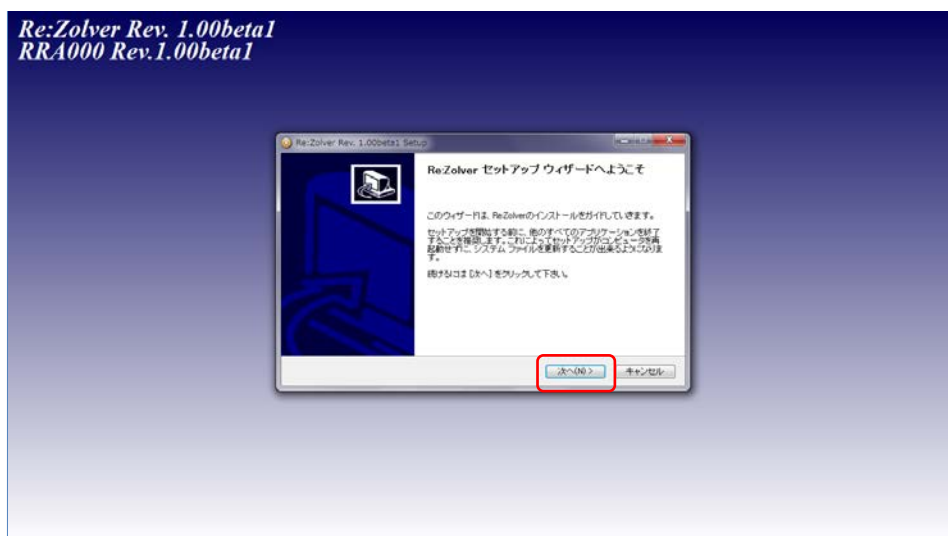 Re:Zolver Rev. 1.00beta1
RRA000 Rev.1.00beta1
Re:Zolver Rev. 1.00beta1 Setup
Re:Zolver セットアップ ウィザードへようこそ
このウィザードは、Re:Zolverのインストールをガイドしていきます。
セットアップを開始する前に、他のすべてのアプリケーションを終了
することを推奨します。これによってセットアップがコンピュータを再
起動せずに、システム ファイルを更新することが出来るようになりま
す。
続けるには [次へ] をクリックして下さい。
次へ(N) >
キャンセル